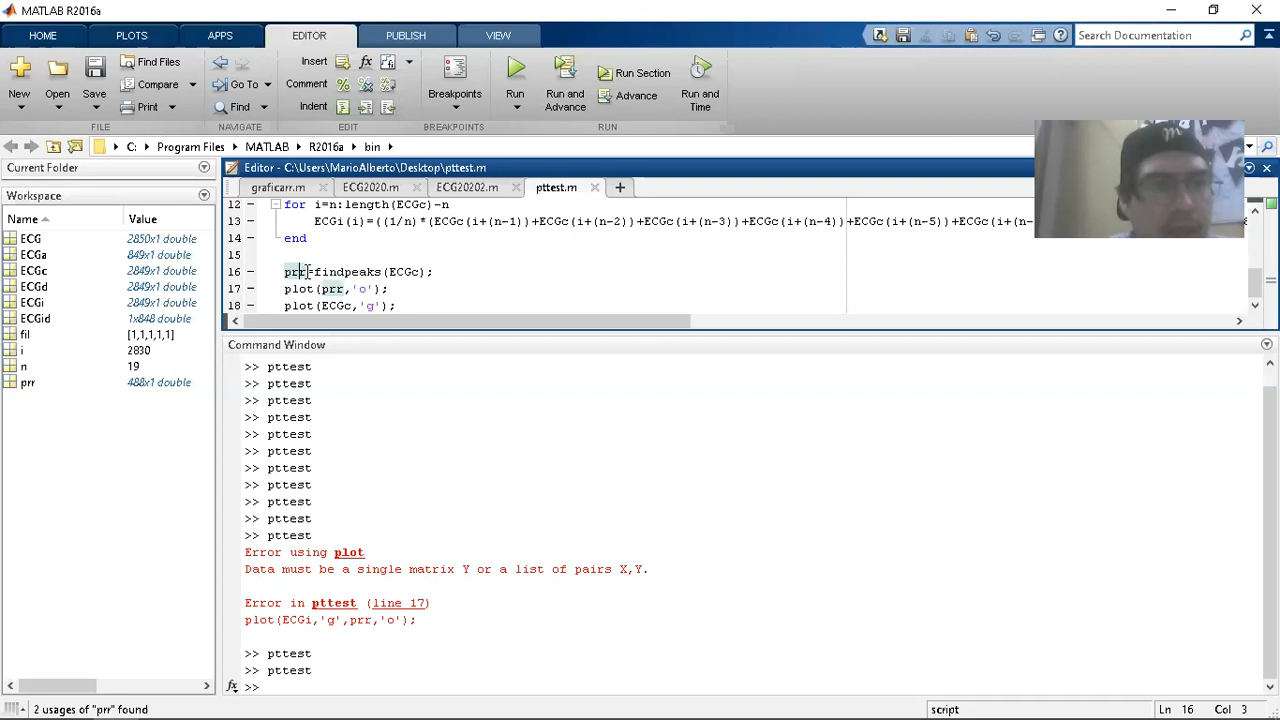 MATLAB R2016a
HOME PLOTS APPS EDITOR PUBLISH VIEW Search Documentation
New Open Save Find Files Compare Print
Go To Find
Insert fx Comment Indent
Breakpoints Run Run and Advance Run Section Advance Run and Time
FILE NAVIGATE EDIT BREAKPOINTS RUN
C: Program Files MATLAB R2016a bin
Current Folder
Editor - C:\Users\MarioAlberto\Desktop\pttest.m
graficarr.m ECG2020.m ECG20202.m pttest.m
Workspace
Name Value
ECG 2850x1 double
ECGa 849x1 double
ECGc 2849x1 double
ECGd 2849x1 double
ECGi 2849x1 double
ECGid 1x848 double
fil [1,1,1,1,1]
i 2830
n 19
prr 488x1 double
12 for i=n:length(ECGc)-n
13 ECGi(i)=((1/n)*(ECGc(i+(n-1))+ECGc(i+(n-2))+ECGc(i+(n-3))+ECGc(i+(n-4))+ECGc(i+(n-5))+ECGc(i+(n-
14 end
15
16 prr=findpeaks(ECGc);
17 plot(prr,'o');
18 plot(ECGc,'g');
Command Window
>> pttest
>> pttest
>> pttest
>> pttest
>> pttest
>> pttest
>> pttest
>> pttest
>> pttest
>> pttest
>> pttest
Error using plot
Data must be a single matrix Y or a list of pairs X,Y.
Error in pttest (line 17)
plot(ECGi,'g',prr,'o');
>> pttest
>> pttest
fx >>
2 usages of "prr" found script Ln 16 Col 3